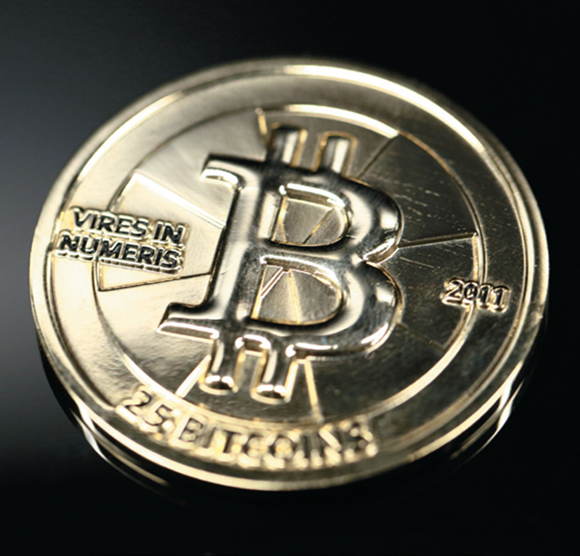 VIRES IN
NUMERIS
2011
25 BITCOINS